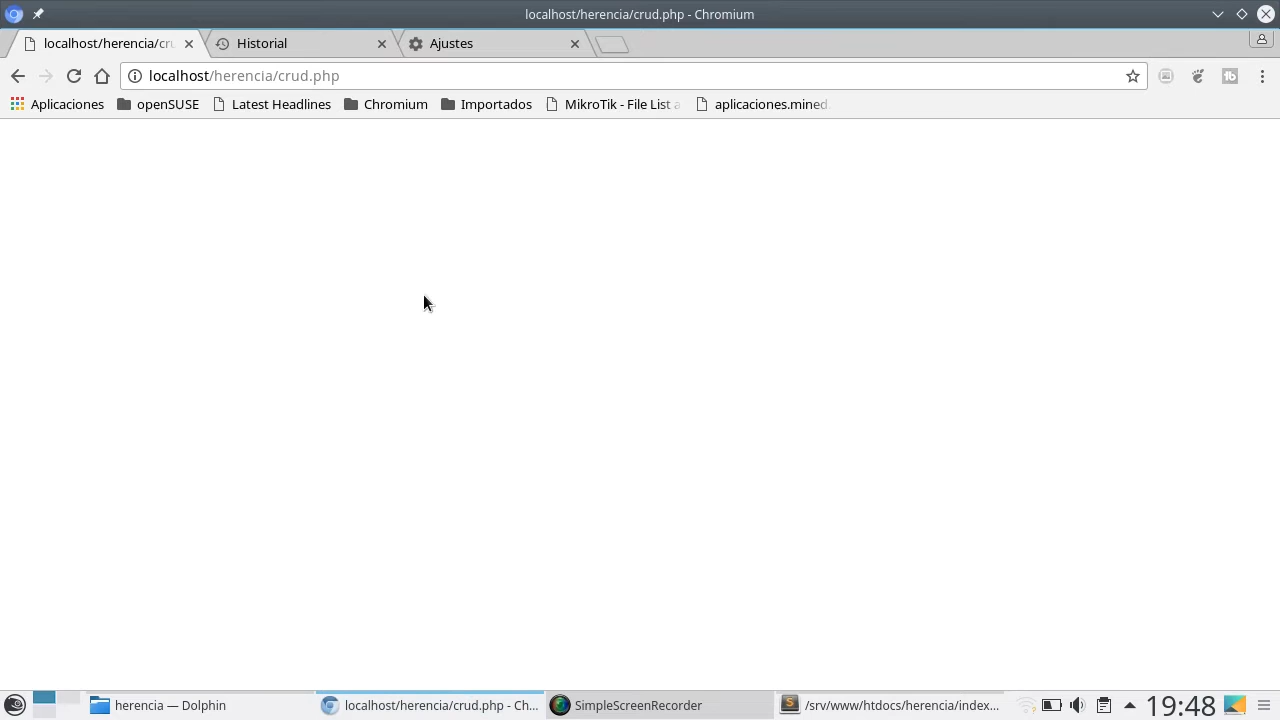 localhost/herencia/crud.php - Chromium
localhost/herencia/cru
Historial
Ajustes
localhost/herencia/crud.php
Aplicaciones
openSUSE
Latest Headlines
Chromium
Importados
MikroTik - File List a
aplicaciones.mined.
herencia — Dolphin
localhost/herencia/crud.php - Ch...
SimpleScreenRecorder
/srv/www/htdocs/herencia/index....
19:48